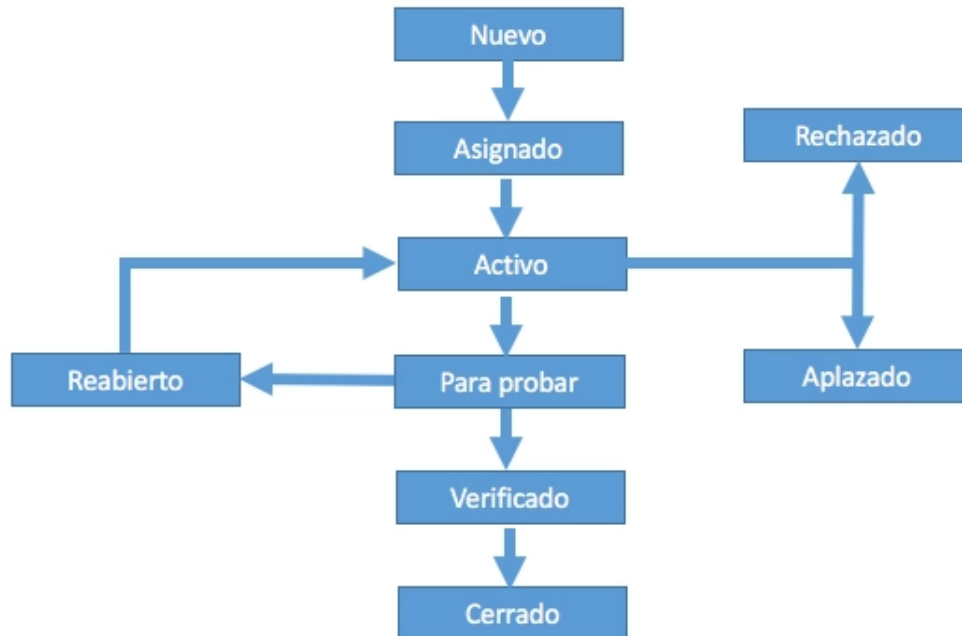 Nuevo
Asignado
Rechazado
Activo
Reabierto
Para probar
Aplazado
Verificado
Cerrado